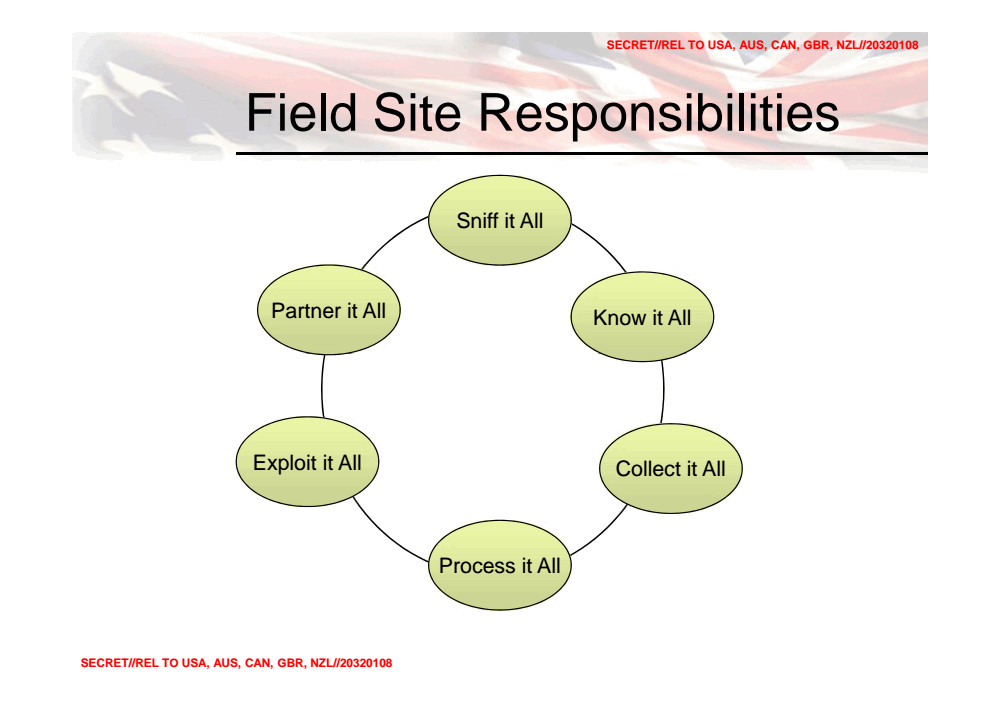 SECRET//REL TO USA, AUS, CAN, GBR, NZL//20320108
Field Site Responsibilities
Sniff it All
Know it All
Collect it All
Process it All
Exploit it All
Partner it All
SECRET//REL TO USA, AUS, CAN, GBR, NZL//20320108